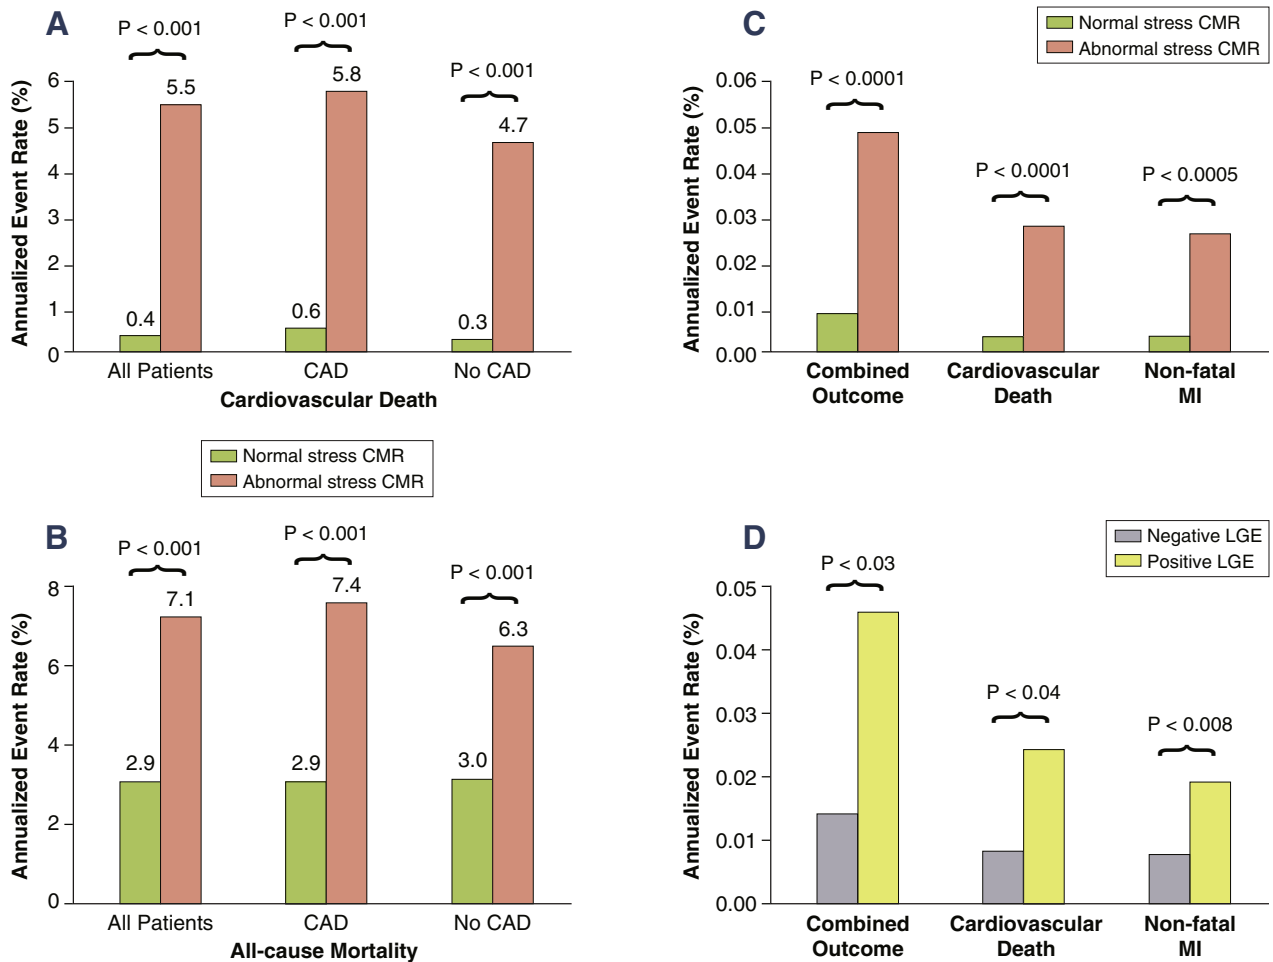 A
P < 0.001
P < 0.001
P < 0.001
Annualized Event Rate (%)
6
5
4
3
2
1
0
5.5
5.8
4.7
0.4
0.6
0.3
All Patients
CAD
No CAD
Cardiovascular Death
Normal stress CMR
Abnormal stress CMR
B
P < 0.001
P < 0.001
P < 0.001
Annualized Event Rate (%)
8
6
4
2
0
7.1
7.4
6.3
2.9
2.9
3.0
All Patients
CAD
No CAD
All-cause Mortality
C
Normal stress CMR
Abnormal stress CMR
P < 0.0001
P < 0.0001
P < 0.0005
Annualized Event Rate (%)
0.06
0.05
0.04
0.03
0.02
0.01
0.00
Combined
Outcome
Cardiovascular
Death
Non-fatal
MI
D
Negative LGE
Positive LGE
P < 0.03
P < 0.04
P < 0.008
Annualized Event Rate (%)
0.05
0.04
0.03
0.02
0.01
0.00
Combined
Outcome
Cardiovascular
Death
Non-fatal
MI